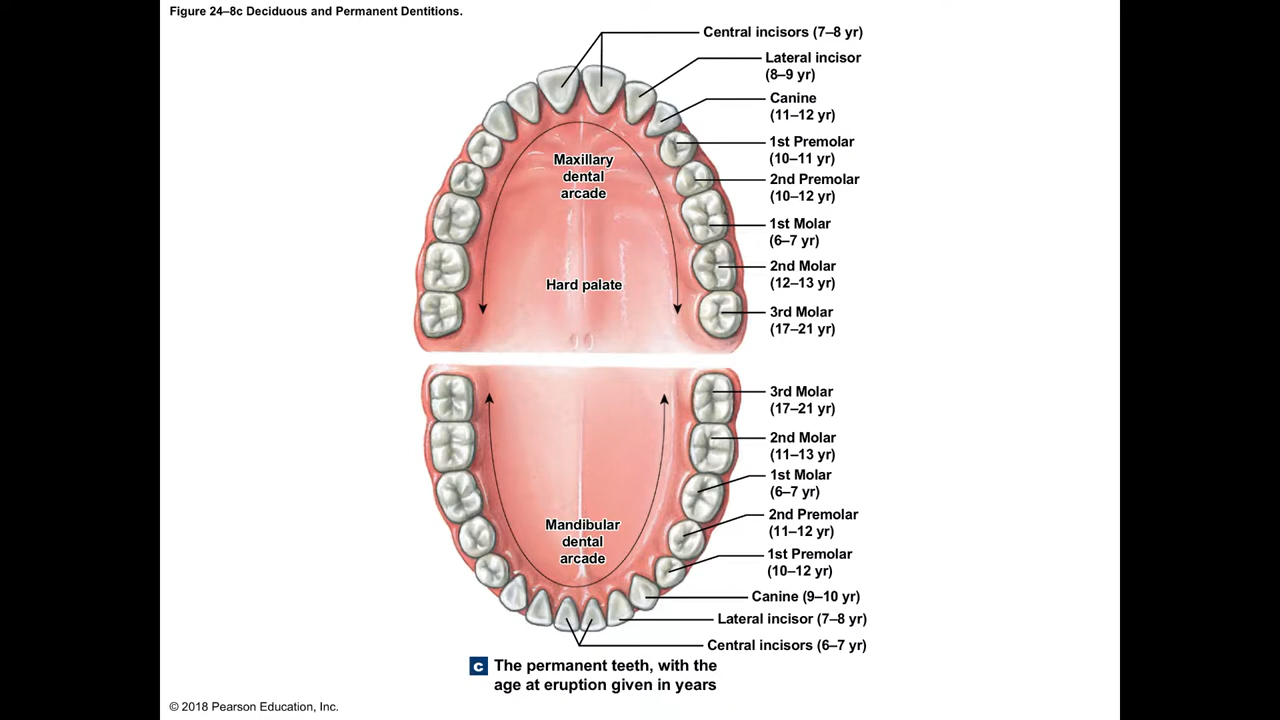 Figure 24–8c Deciduous and Permanent Dentitions.
Central incisors (7–8 yr)
Lateral incisor
(8–9 yr)
Canine
(11–12 yr)
1st Premolar
(10–11 yr)
2nd Premolar
(10–12 yr)
1st Molar
(6–7 yr)
2nd Molar
(12–13 yr)
3rd Molar
(17–21 yr)
Maxillary
dental
arcade
Hard palate
3rd Molar
(17–21 yr)
2nd Molar
(11–13 yr)
1st Molar
(6–7 yr)
2nd Premolar
(11–12 yr)
1st Premolar
(10–12 yr)
Canine (9–10 yr)
Lateral incisor (7–8 yr)
Central incisors (6–7 yr)
Mandibular
dental
arcade
c The permanent teeth, with the
age at eruption given in years
© 2018 Pearson Education, Inc.